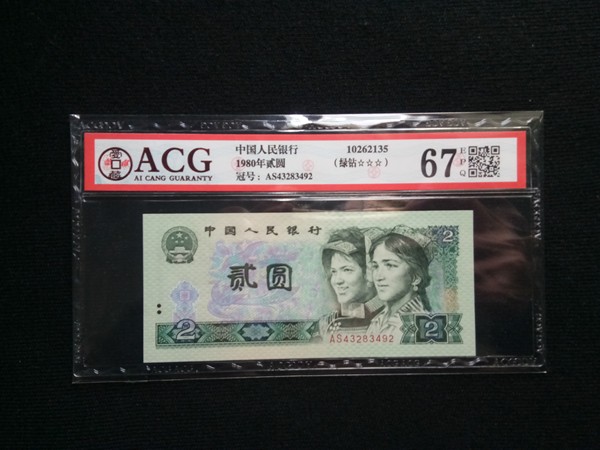 ACG
AI CANG GUARANTY
中国人民银行
1980年贰圆
冠号: AS43283492
10262135
(绿钻☆☆☆)
67
EPQ
中国人民银行
贰圆
2
2
2
AS43283492